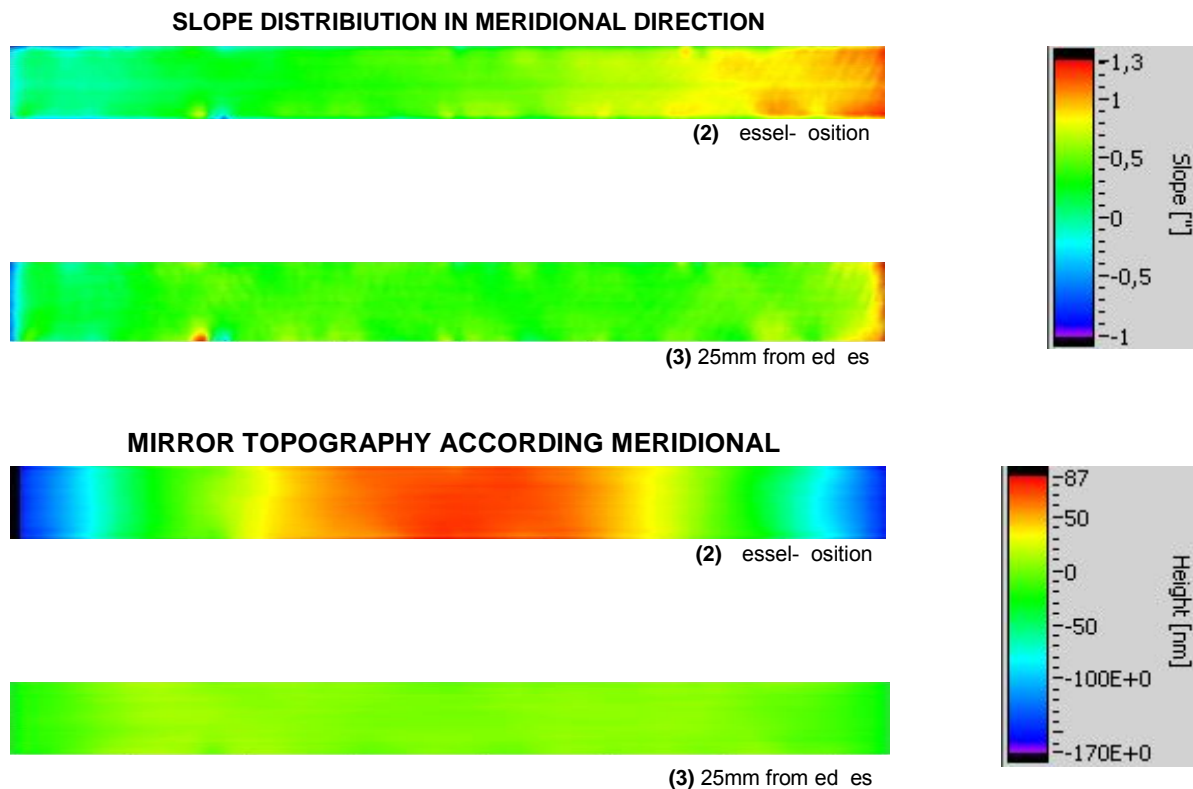 SLOPE DISTRIBIUTION IN MERIDIONAL DIRECTION
(2) essel- osition
1,3
1
0,5
0
-0,5
-1
Slope ["]
(3) 25mm from ed es
MIRROR TOPOGRAPHY ACCORDING MERIDIONAL
(2) essel- osition
87
50
0
-50
-100E+0
-170E+0
Height [nm]
(3) 25mm from ed es